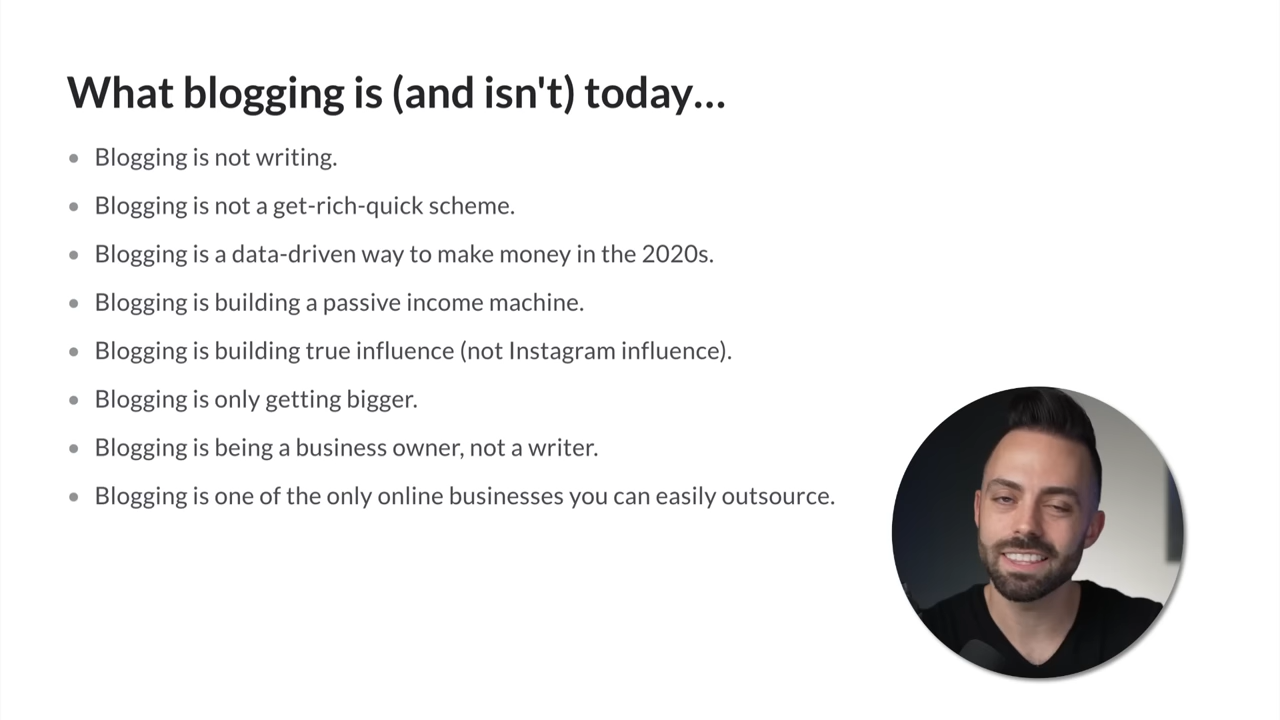 What blogging is (and isn't) today...
Blogging is not writing.
Blogging is not a get-rich-quick scheme.
Blogging is a data-driven way to make money in the 2020s.
Blogging is building a passive income machine.
Blogging is building true influence (not Instagram influence).
Blogging is only getting bigger.
Blogging is being a business owner, not a writer.
Blogging is one of the only online businesses you can easily outsource.